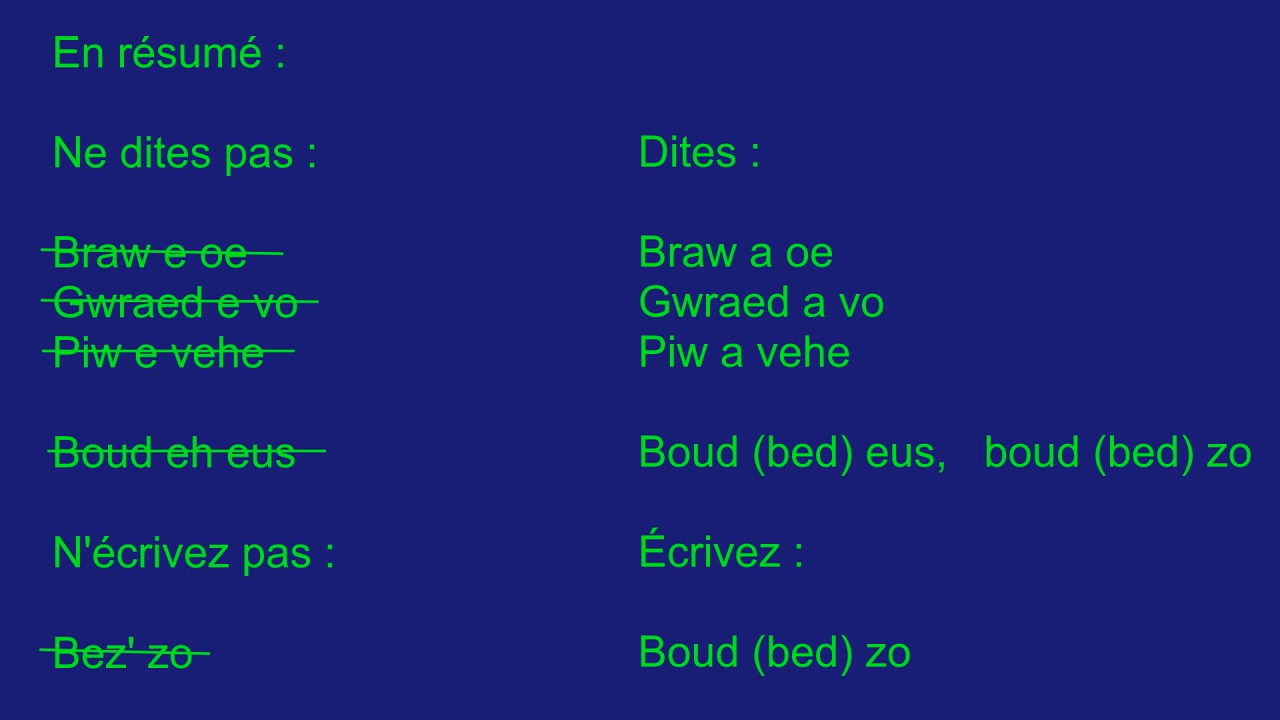 En résumé :
Ne dites pas :
Dites :
Braw e oe
Braw a oe
Gwraed e vo
Gwraed a vo
Piw e vehe
Piw a vehe
Boud eh eus
Boud (bed) eus, boud (bed) zo
N'écrivez pas :
Écrivez :
Bez' zo
Boud (bed) zo